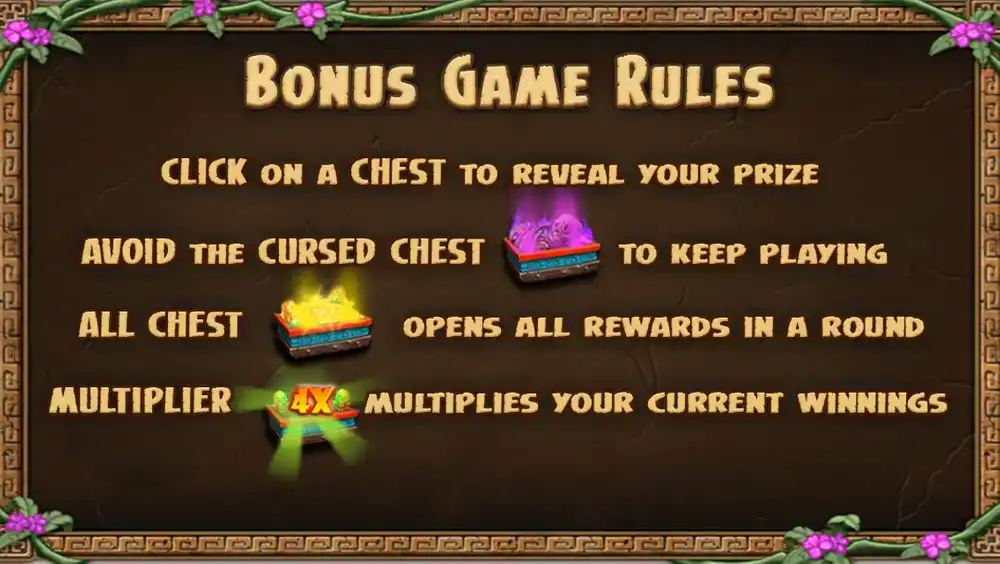 BONUS GAME RULES
CLICK ON A CHEST TO REVEAL YOUR PRIZE
AVOID THE CURSED CHEST TO KEEP PLAYING
ALL CHEST OPENS ALL REWARDS IN A ROUND
MULTIPLIER 4X MULTIPLIES YOUR CURRENT WINNINGS